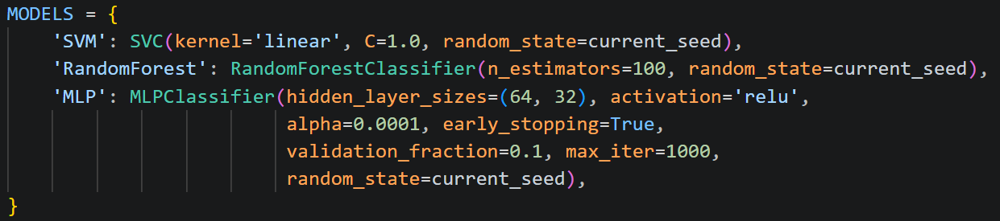 MODELS = {
    'SVM': SVC(kernel='linear', C=1.0, random_state=current_seed),
    'RandomForest': RandomForestClassifier(n_estimators=100, random_state=current_seed),
    'MLP': MLPClassifier(hidden_layer_sizes=(64, 32), activation='relu',
                         alpha=0.0001, early_stopping=True,
                         validation_fraction=0.1, max_iter=1000,
                         random_state=current_seed),
}